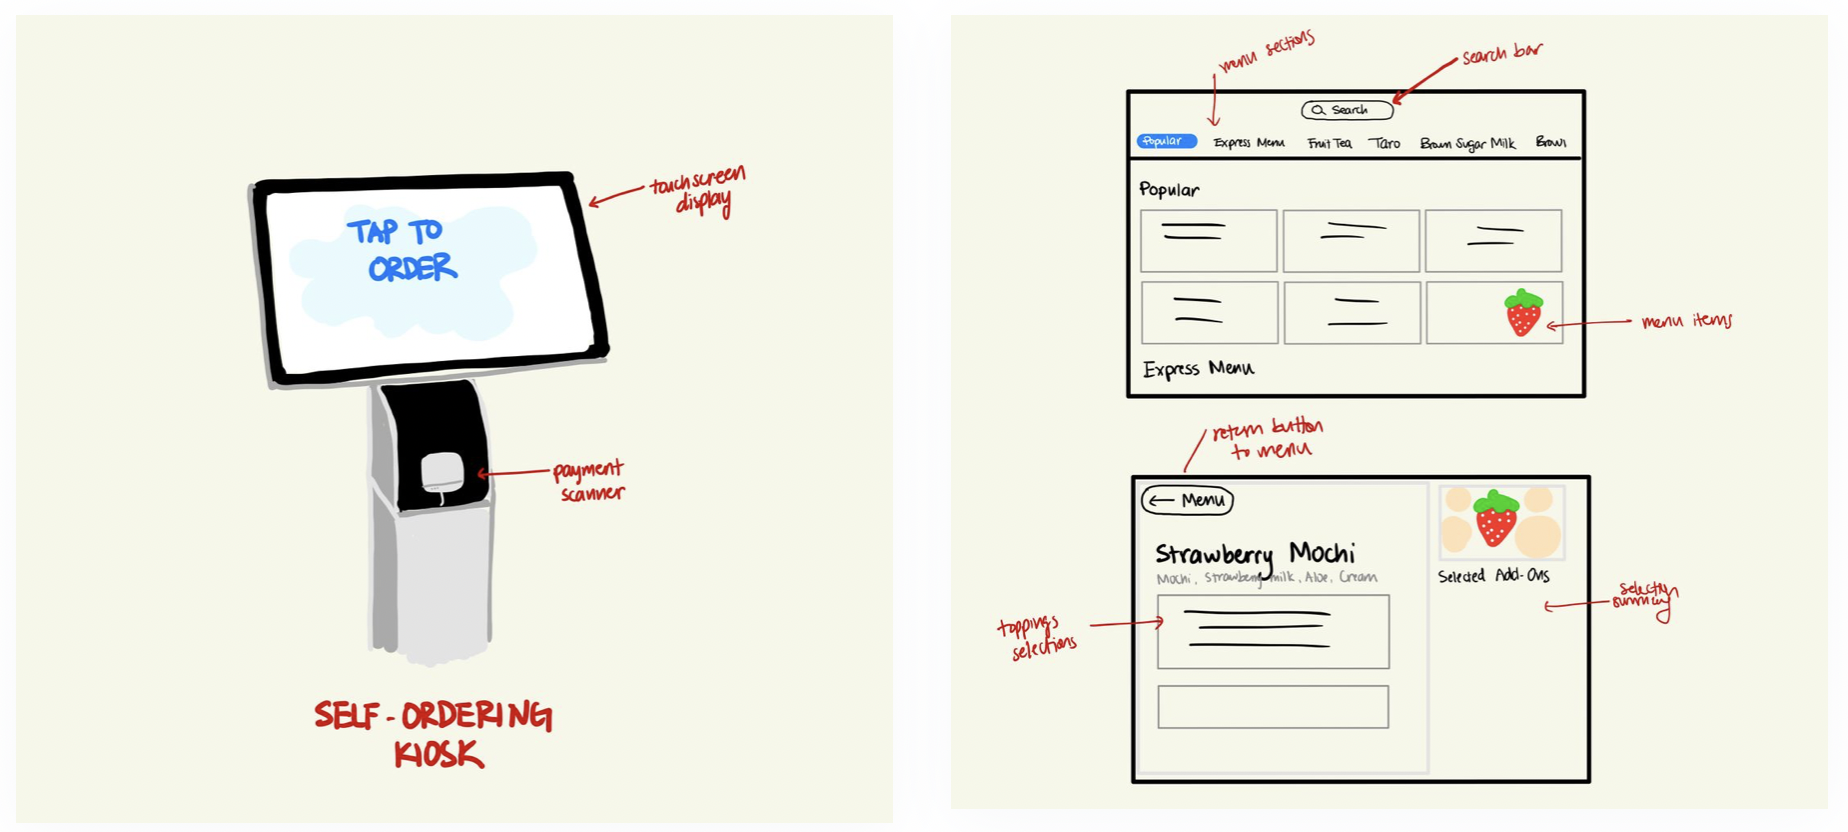 TAP TO
ORDER
touchscreen
display
payment
scanner
SELF-ORDERING
KIOSK
menu sections
search bar
Search
Popular
Express Menu
Fruit Tea
Taro
Brown Sugar Milk
Brown
Popular
menu items
Express Menu
return button
to menu
← Menu
Strawberry Mochi
Mochi, Strawberry milk, Aloe, Cream
Selected Add-Ons
toppings
selections
selection
summary